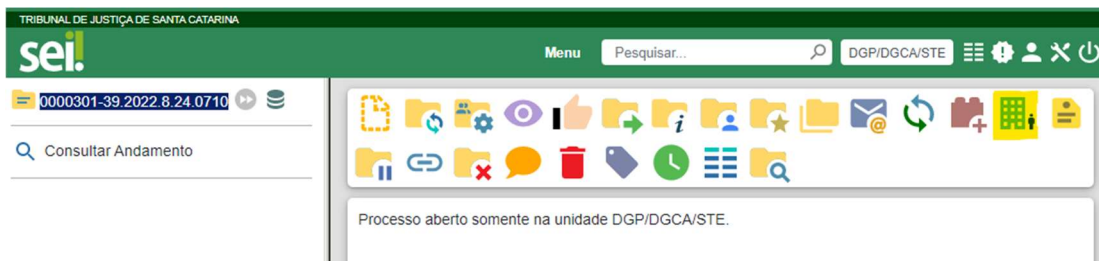 TRIBUNAL DE JUSTIÇA DE SANTA CATARINA
sei!
Menu
Pesquisar...
DGP/DGCA/STE
0000301-39.2022.8.24.0710
Consultar Andamento
Processo aberto somente na unidade DGP/DGCA/STE.